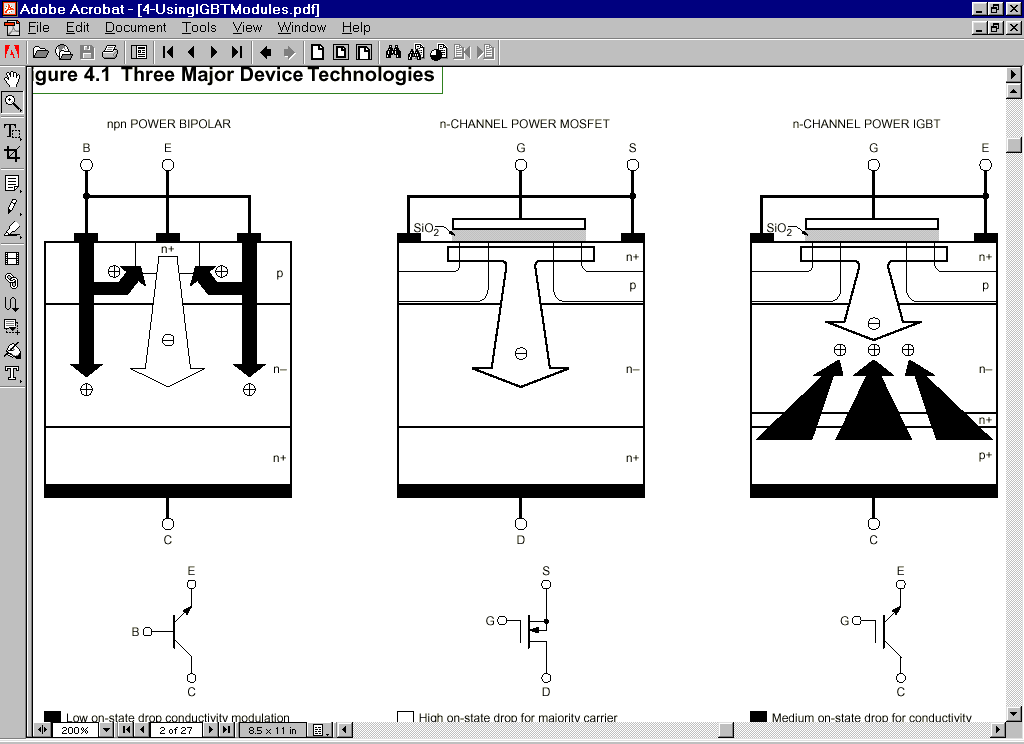 Adobe Acrobat - [4-UsingIGBTModules.pdf]
File Edit Document Tools View Window Help
gure 4.1 Three Major Device Technologies
npn POWER BIPOLAR
n-CHANNEL POWER MOSFET
n-CHANNEL POWER IGBT
B E
G S
G E
SiO2
SiO2
n+
p
n–
n+
n+
p
n–
n+
n+
p
n–
n+
p+
C
D
C
E
B
C
S
G
D
E
G
C
Low on-state drop conductivity modulation
High on-state drop for majority carrier
Medium on-state drop for conductivity
200%
2 of 27
8.5 x 11 in